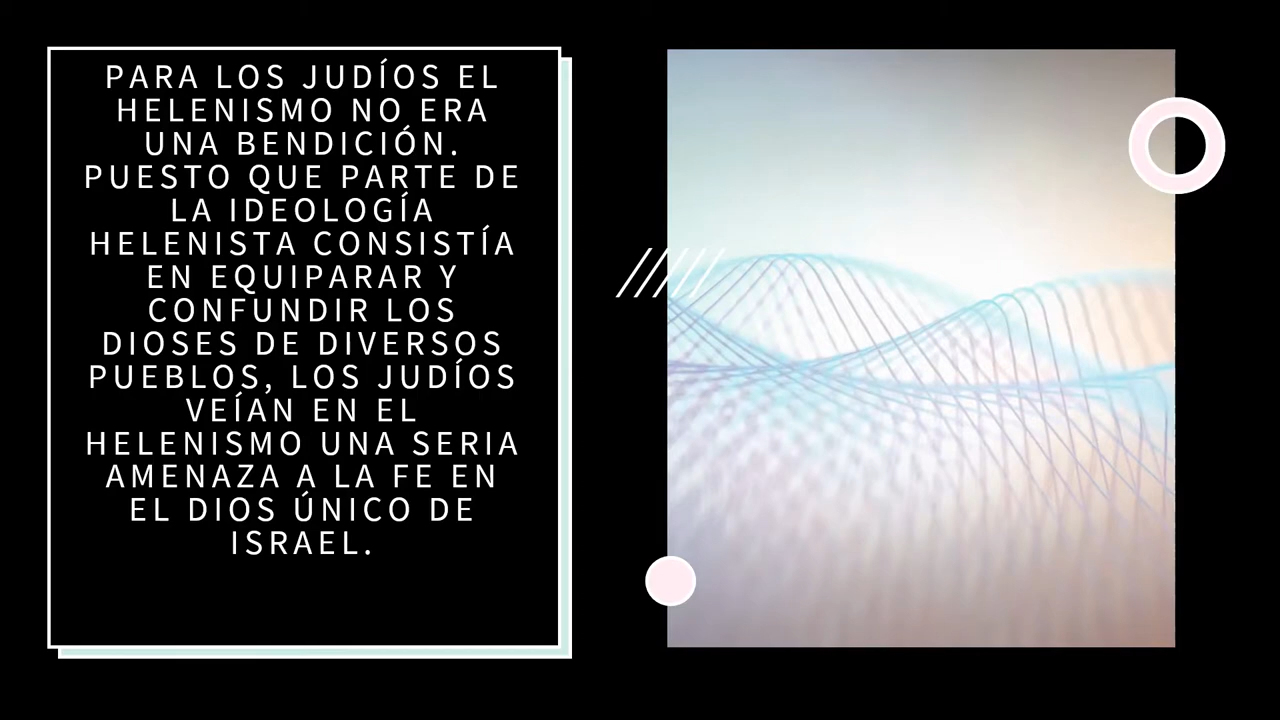 PARA LOS JUDÍOS EL
HELENISMO NO ERA
UNA BENDICIÓN.
PUESTO QUE PARTE DE
LA IDEOLOGÍA
HELENISTA CONSISTÍA
EN EQUIPARAR Y
CONFUNDIR LOS
DIOSES DE DIVERSOS
PUEBLOS, LOS JUDÍOS
VEÍAN EN EL
HELENISMO UNA SERIA
AMENAZA A LA FE EN
EL DIOS ÚNICO DE
ISRAEL.